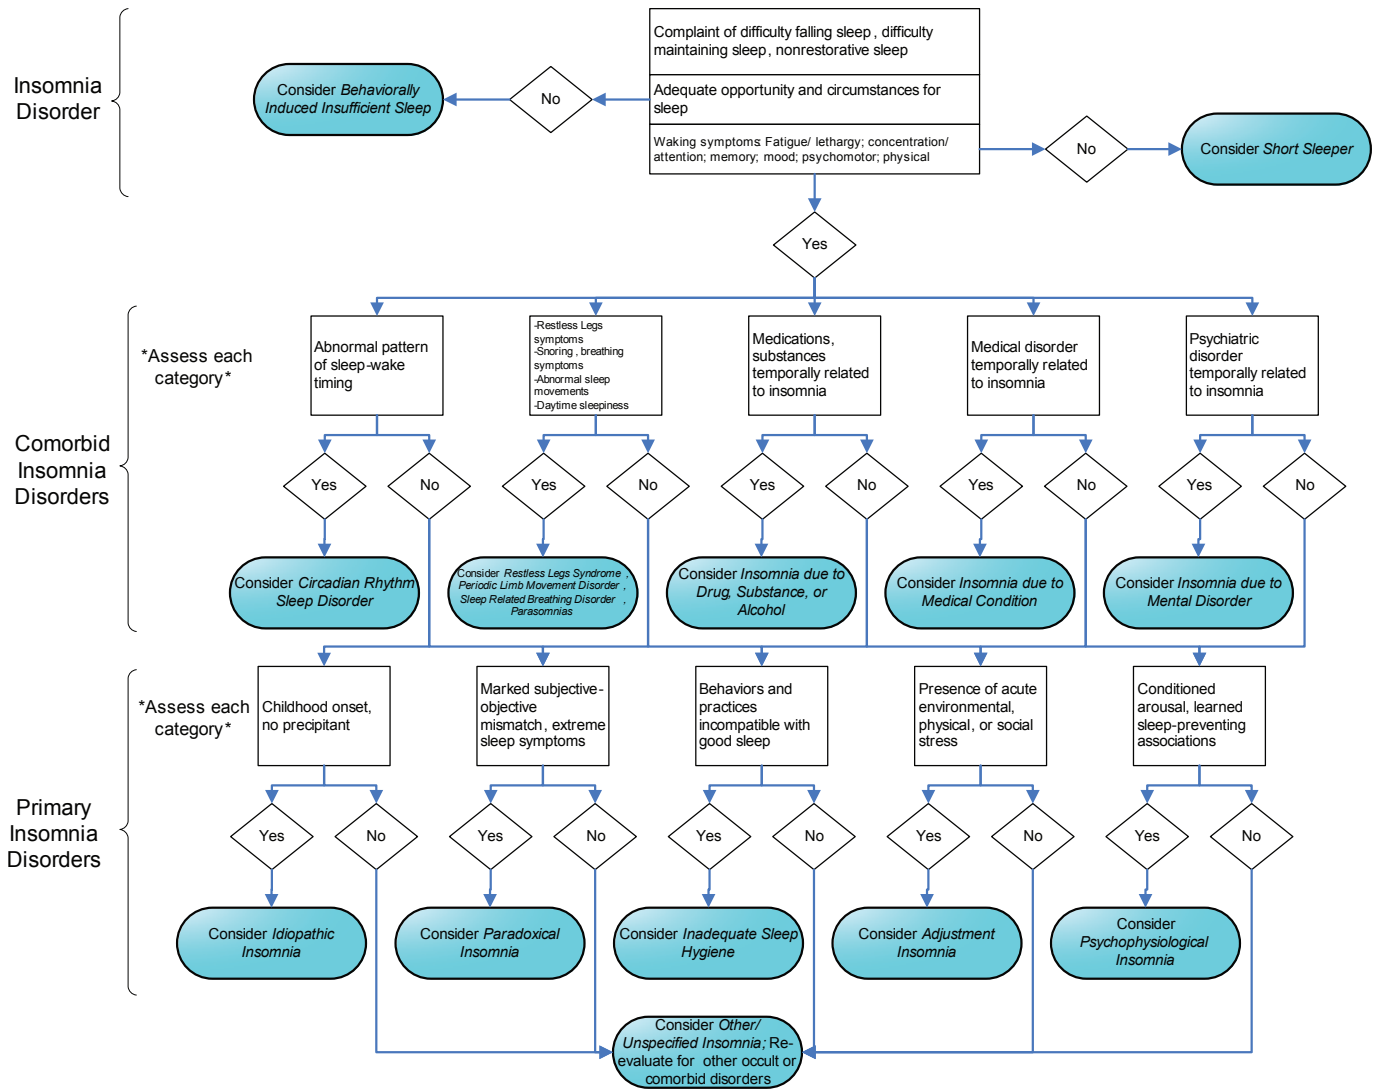 Complaint of difficulty falling sleep , difficulty
maintaining sleep , nonrestorative sleep
Insomnia
Disorder
Consider Behaviorally
Induced Insufficient Sleep
No
Adequate opportunity and circumstances for
sleep
Waking symptoms: Fatigue/ lethargy; concentration/
attention; memory; mood; psychomotor; physical
No
Consider Short Sleeper
Yes
*Assess each
category*
Abnormal pattern
of sleep-wake
timing
-Restless Legs
symptoms
-Snoring , breathing
symptoms
-Abnormal sleep
movements
-Daytime sleepiness
Medications,
substances
temporally related
to insomnia
Medical disorder
temporally related
to insomnia
Psychiatric
disorder
temporally related
to insomnia
Comorbid
Insomnia
Disorders
Yes
No
Yes
No
Yes
No
Yes
No
Yes
No
Consider Circadian Rhythm
Sleep Disorder
Consider Restless Legs Syndrome ,
Periodic Limb Movement Disorder ,
Sleep Related Breathing Disorder ,
Parasomnias
Consider Insomnia due to
Drug, Substance, or
Alcohol
Consider Insomnia due to
Medical Condition
Consider Insomnia due to
Mental Disorder
*Assess each
category*
Childhood onset,
no precipitant
Marked subjective-
objective
mismatch, extreme
sleep symptoms
Behaviors and
practices
incompatible with
good sleep
Presence of acute
environmental,
physical, or social
stress
Conditioned
arousal, learned
sleep-preventing
associations
Primary
Insomnia
Disorders
Yes
No
Yes
No
Yes
No
Yes
No
Yes
No
Consider Idiopathic
Insomnia
Consider Paradoxical
Insomnia
Consider Inadequate Sleep
Hygiene
Consider Adjustment
Insomnia
Consider
Psychophysiological
Insomnia
Consider Other/
Unspecified Insomnia; Re-
evaluate for other occult or
comorbid disorders